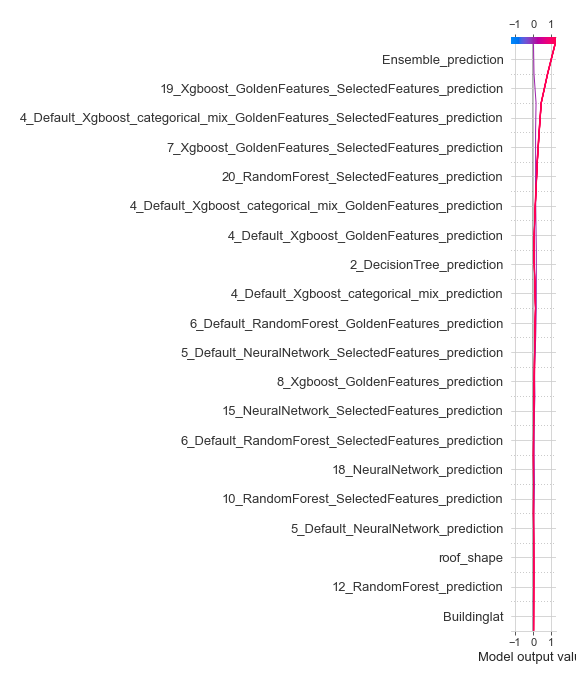 −1 0 1
Ensemble_prediction
19_Xgboost_GoldenFeatures_SelectedFeatures_prediction
4_Default_Xgboost_categorical_mix_GoldenFeatures_SelectedFeatures_prediction
7_Xgboost_GoldenFeatures_SelectedFeatures_prediction
20_RandomForest_SelectedFeatures_prediction
4_Default_Xgboost_categorical_mix_GoldenFeatures_prediction
4_Default_Xgboost_GoldenFeatures_prediction
2_DecisionTree_prediction
4_Default_Xgboost_categorical_mix_prediction
6_Default_RandomForest_GoldenFeatures_prediction
5_Default_NeuralNetwork_SelectedFeatures_prediction
8_Xgboost_GoldenFeatures_prediction
15_NeuralNetwork_SelectedFeatures_prediction
6_Default_RandomForest_SelectedFeatures_prediction
18_NeuralNetwork_prediction
10_RandomForest_SelectedFeatures_prediction
5_Default_NeuralNetwork_prediction
roof_shape
12_RandomForest_prediction
Buildinglat
−1 0 1
Model output valu